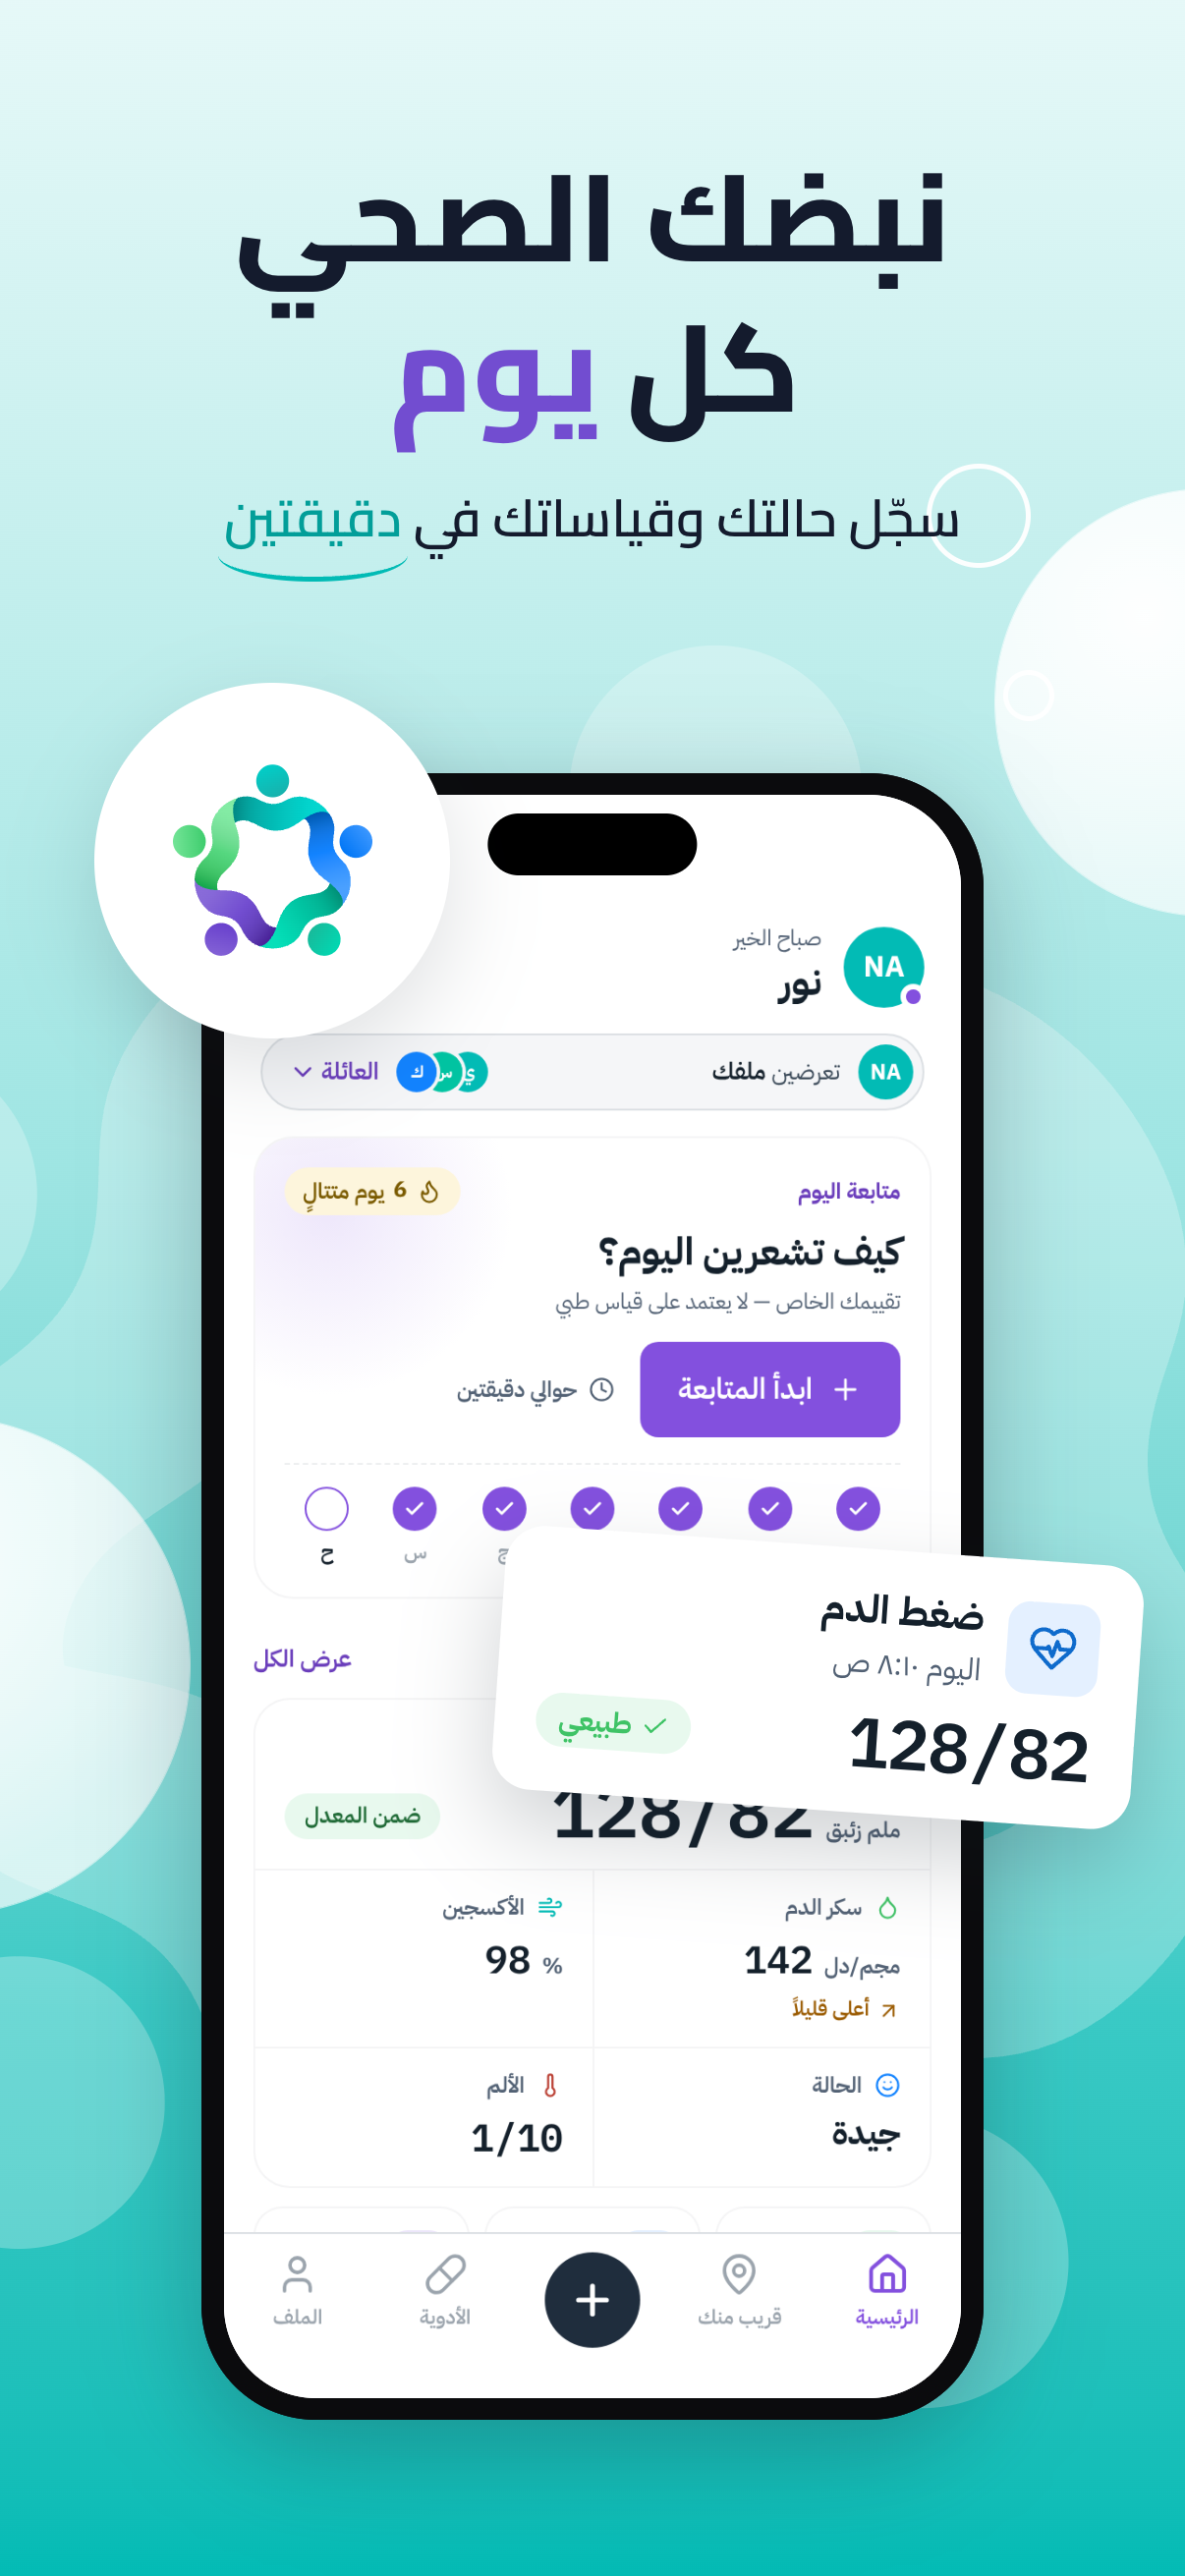 نبضك الصحي
كل يوم
سجّل حالتك وقياساتك في دقيقتين
NA
صباح الخير
نور
NA تعرضين ملفك ي س ك العائلة
متابعة اليوم 6 يوم متتالٍ
كيف تشعرين اليوم؟
تقييمك الخاص — لا يعتمد على قياس طبي
ابدأ المتابعة حوالي دقيقتين
س ح
ضغط الدم
اليوم ٨:١٠ ص
128/82 طبيعي
عرض الكل
128/82 ملم زئبق ضمن المعدل
سكر الدم الأكسجين
142 مجم/دل 98 %
أعلى قليلاً
الحالة الألم
جيدة 1/10
الرئيسية قريب منك الأدوية الملف